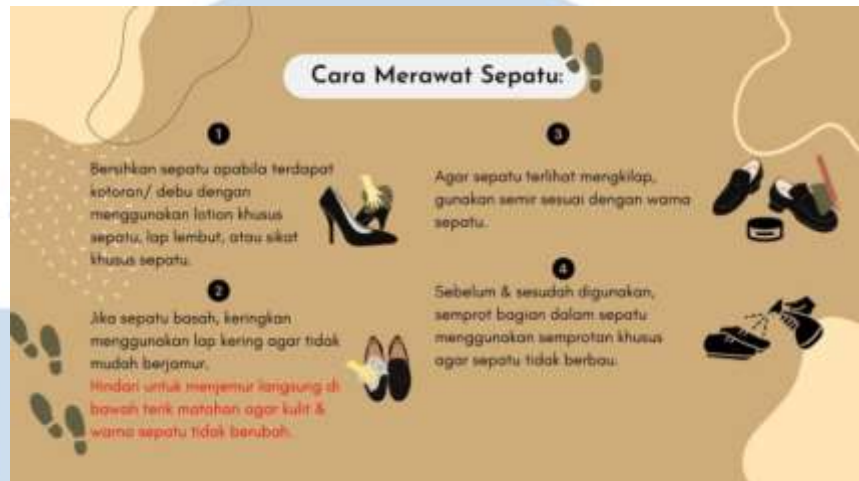 Cara Merawat Sepatu:
1
Bersihkan sepatu apabila terdapat
kotoran/ debu dengan
menggunakan lotion khusus
sepatu, lap lembut, atau sikat
khusus sepatu.
2
Jika sepatu basah, keringkan
menggunakan lap kering agar tidak
mudah berjamur.
Hindari untuk menjemur langsung di
bawah terik matahari agar kulit &
warna sepatu tidak berubah.
3
Agar sepatu terlihat mengkilap,
gunakan semir sesuai dengan warna
sepatu.
4
Sebelum & sesudah digunakan,
semprot bagian dalam sepatu
menggunakan semprotan khusus
agar sepatu tidak berbau.